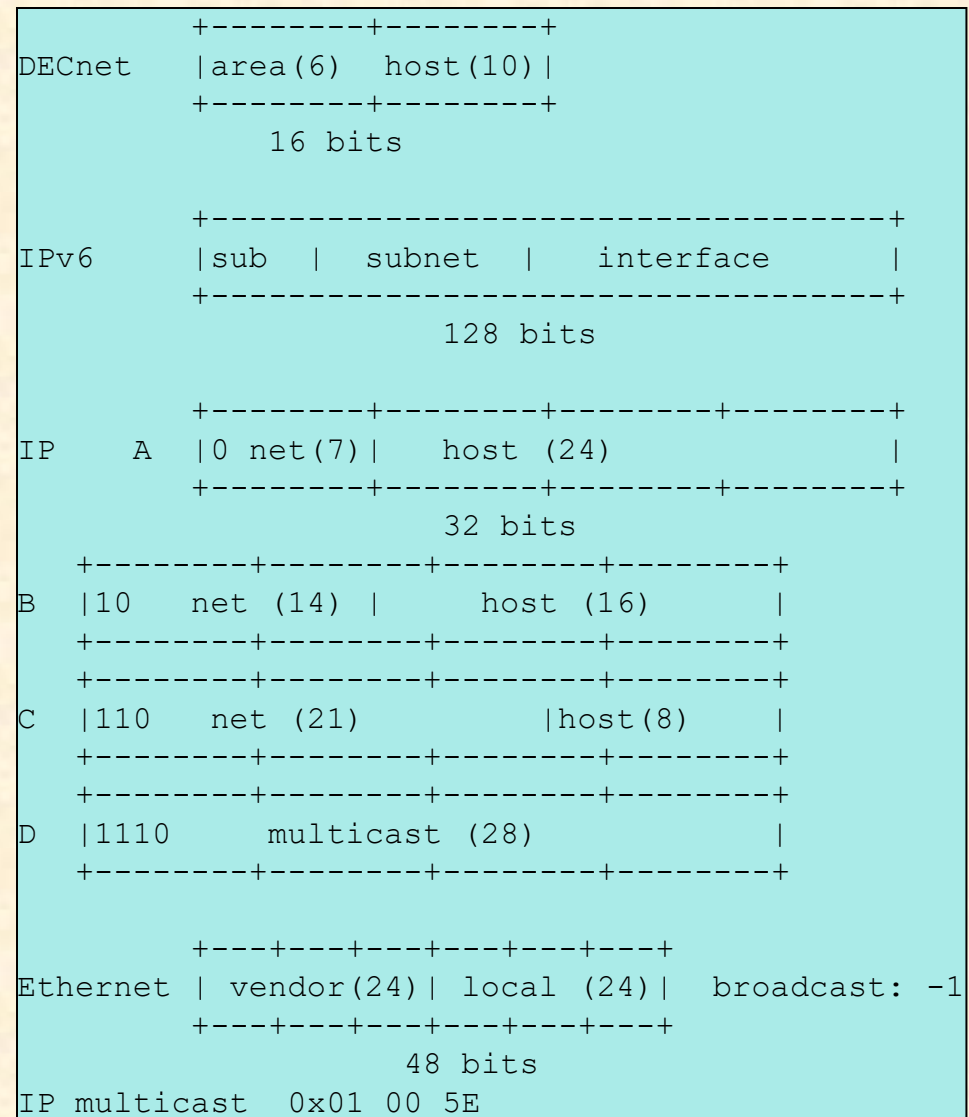 +--------+--------+
DECnet   |area(6)  host(10)|
         +--------+--------+
             16 bits

         +----------------------------------+
IPv6     |sub  |  subnet  |   interface      |
         +----------------------------------+
                      128 bits

         +--------+--------+--------+--------+
IP    A  |0 net(7)|   host (24)              |
         +--------+--------+--------+--------+
                      32 bits
   +--------+--------+--------+--------+
B  |10   net (14) |     host (16)      |
   +--------+--------+--------+--------+
   +--------+--------+--------+--------+
C  |110   net (21)         |host(8)    |
   +--------+--------+--------+--------+
   +--------+--------+--------+--------+
D  |1110     multicast (28)            |
   +--------+--------+--------+--------+

         +---+---+---+---+---+---+
Ethernet | vendor(24)| local (24)|  broadcast: -1
         +---+---+---+---+---+---+
                    48 bits
IP multicast  0x01 00 5E